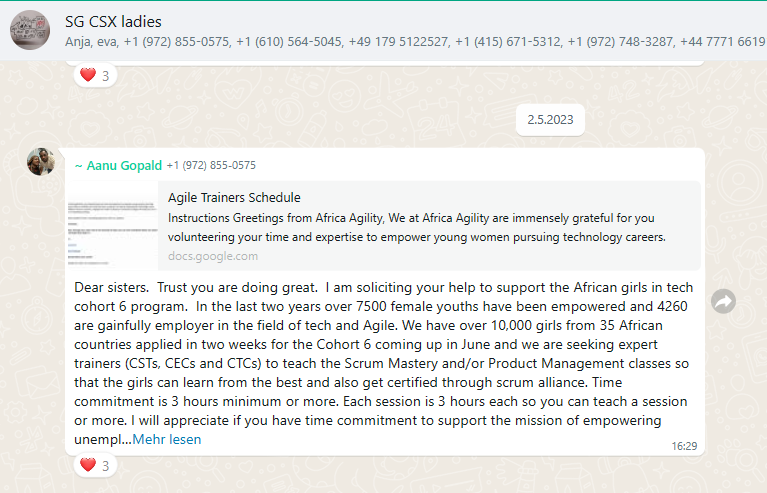 SG CSX ladies
Anja, eva, +1 (972) 855-0575, +1 (610) 564-5045, +49 179 5122527, +1 (415) 671-5312, +1 (972) 748-3287, +44 7771 6619
❤️ 3
2.5.2023
~ Aanu Gopald +1 (972) 855-0575
Agile Trainers Schedule
Instructions Greetings from Africa Agility, We at Africa Agility are immensely grateful for you
volunteering your time and expertise to empower young women pursuing technology careers.
docs.google.com
Dear sisters.  Trust you are doing great.  I am soliciting your help to support the African girls in tech
cohort 6 program.  In the last two years over 7500 female youths have been empowered and 4260
are gainfully employer in the field of tech and Agile. We have over 10,000 girls from 35 African
countries applied in two weeks for the Cohort 6 coming up in June and we are seeking expert
trainers (CSTs, CECs and CTCs) to teach the Scrum Mastery and/or Product Management classes so
that the girls can learn from the best and also get certified through scrum alliance. Time
commitment is 3 hours minimum or more. Each session is 3 hours each so you can teach a session
or more. I will appreciate if you have time commitment to support the mission of empowering
unempl...Mehr lesen
16:29
❤️ 3